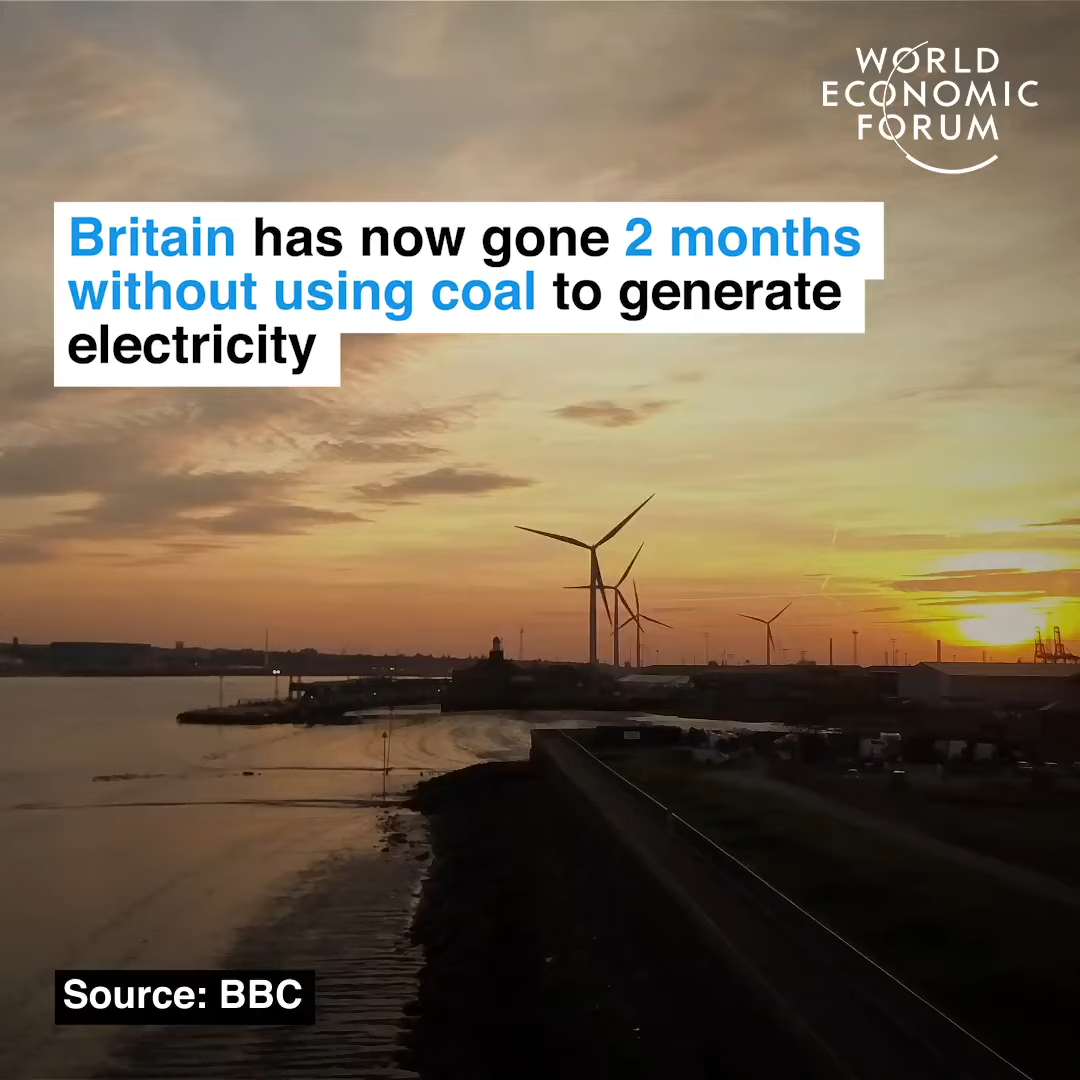 WORLD
ECONOMIC
FORUM
Britain has now gone 2 months
without using coal to generate
electricity
Source: BBC